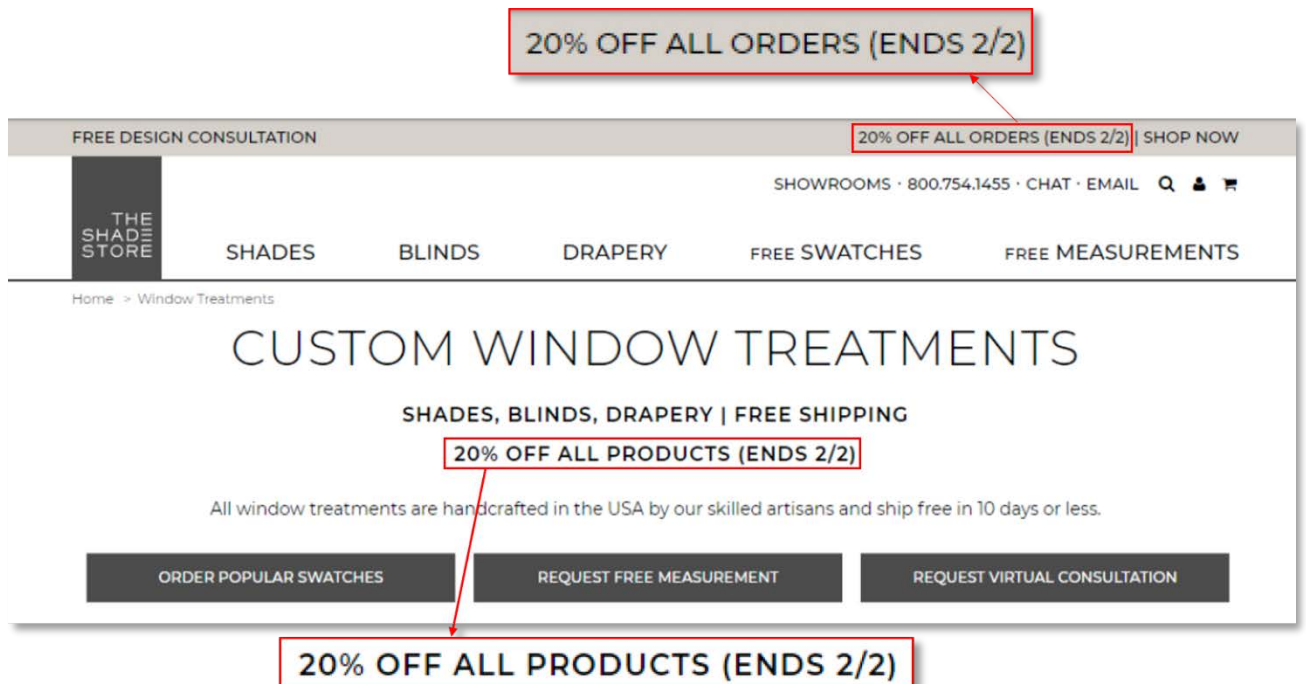 20% OFF ALL ORDERS (ENDS 2/2)
FREE DESIGN CONSULTATION
20% OFF ALL ORDERS (ENDS 2/2) | SHOP NOW
SHOWROOMS · 800.754.1455 · CHAT · EMAIL
THE
SHADE
STORE
SHADES BLINDS DRAPERY FREE SWATCHES FREE MEASUREMENTS
Home > Window Treatments
CUSTOM WINDOW TREATMENTS
SHADES, BLINDS, DRAPERY | FREE SHIPPING
20% OFF ALL PRODUCTS (ENDS 2/2)
All window treatments are handcrafted in the USA by our skilled artisans and ship free in 10 days or less.
ORDER POPULAR SWATCHES
REQUEST FREE MEASUREMENT
REQUEST VIRTUAL CONSULTATION
20% OFF ALL PRODUCTS (ENDS 2/2)